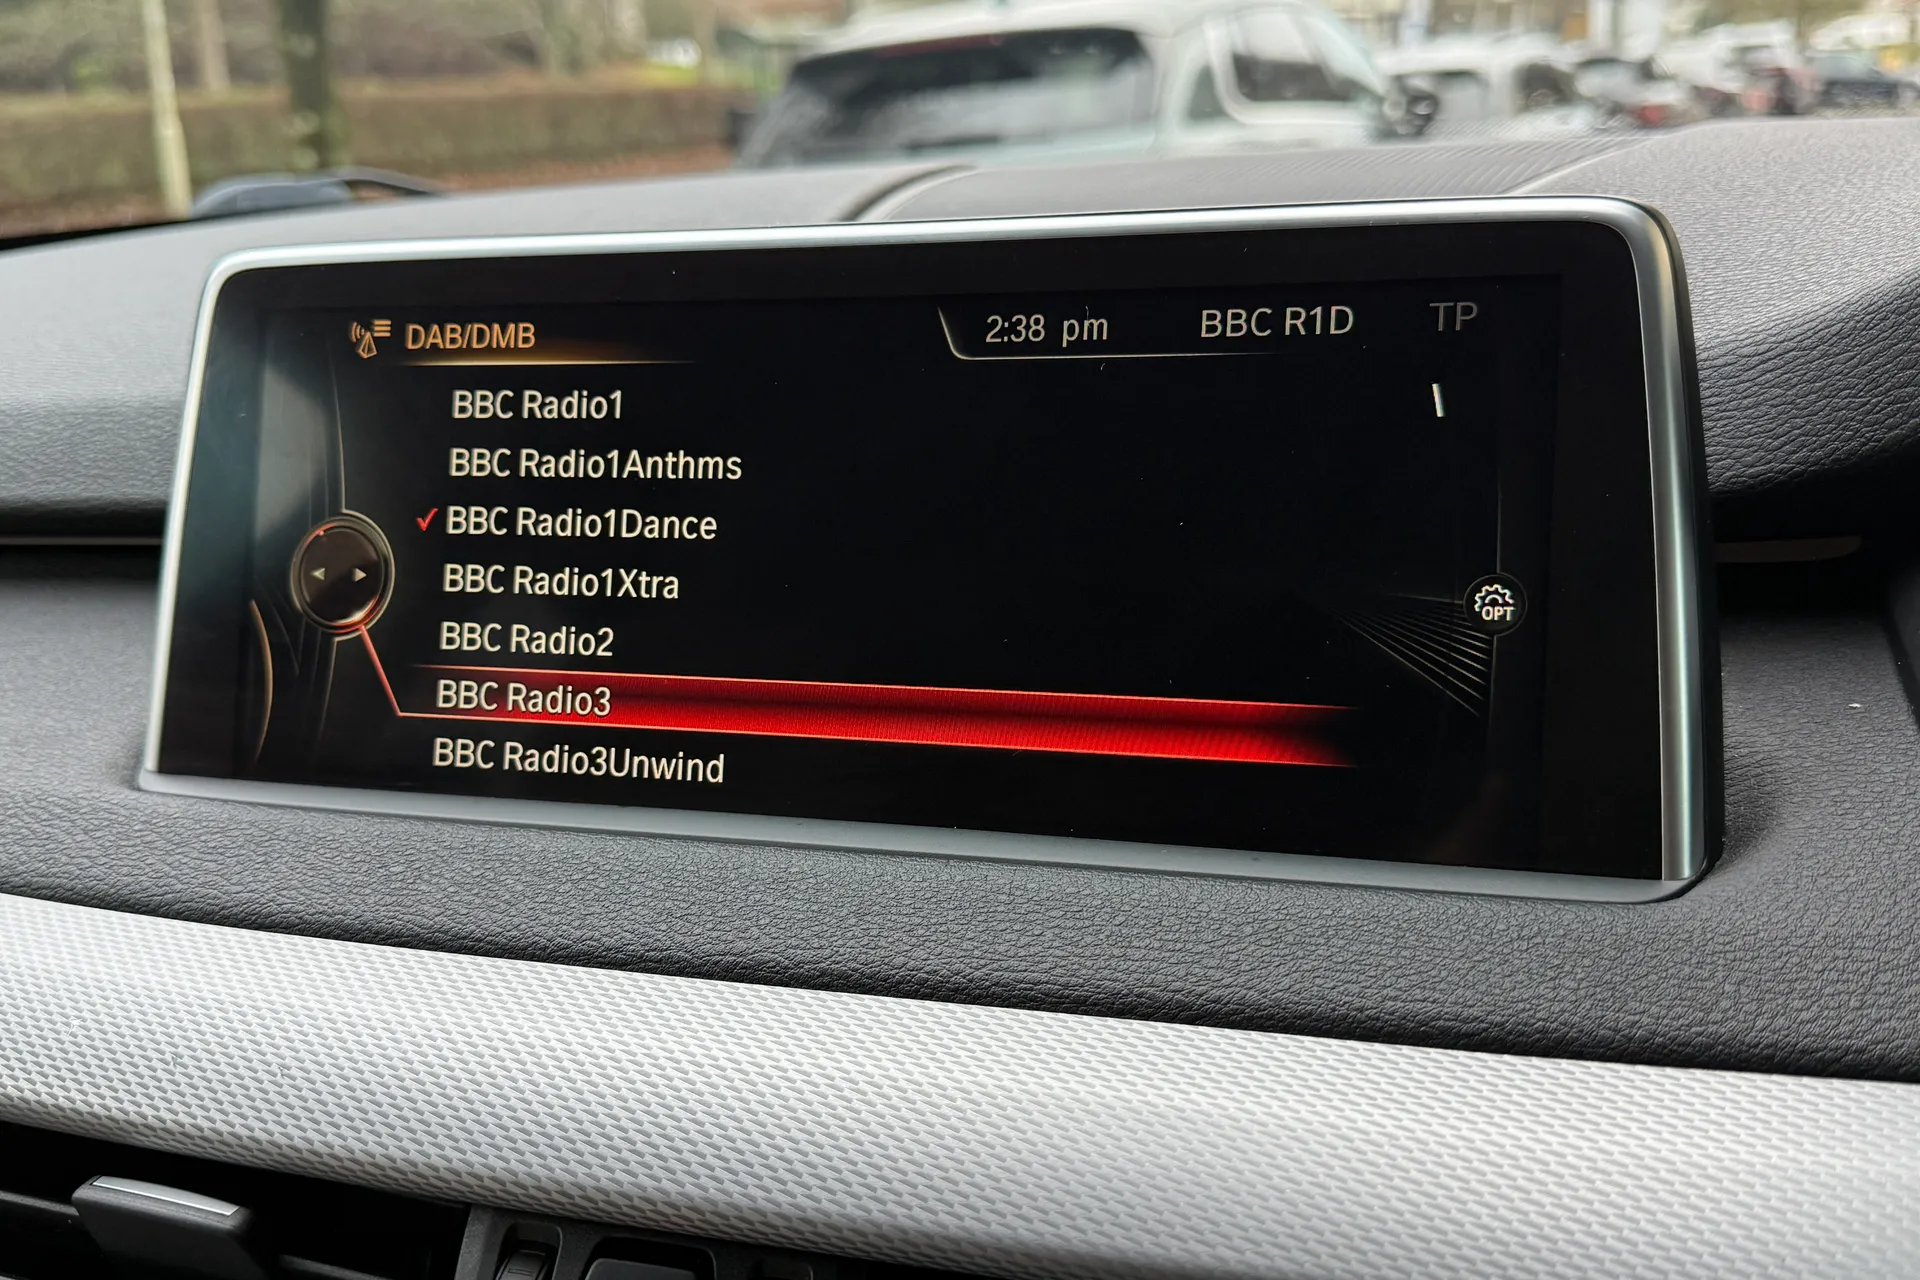 DAB/DMB 2:38 pm BBC R1D TP
BBC Radio1
BBC Radio1Anthms
✓ BBC Radio1Dance
BBC Radio1Xtra
BBC Radio2
BBC Radio3
BBC Radio3Unwind
OPT